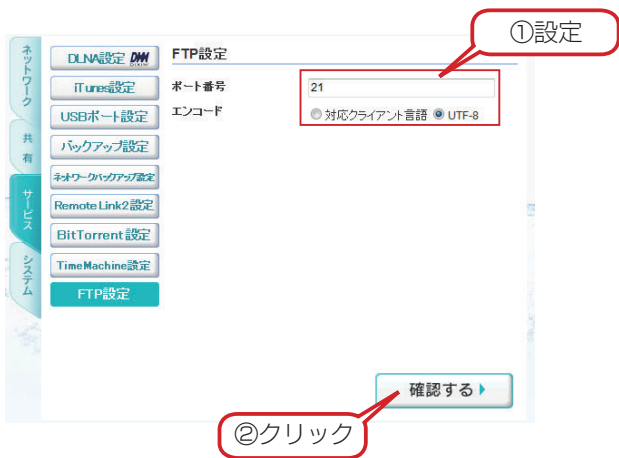 ①設定
ネットワーク
共有
サービス
システム
DLNA設定
iTunes設定
USBポート設定
バックアップ設定
ネットワークバックアップ設定
Remote Link2設定
BitTorrent設定
TimeMachine設定
FTP設定
FTP設定
ポート番号
21
エンコード
対応クライアント言語 UTF-8
確認する
②クリック